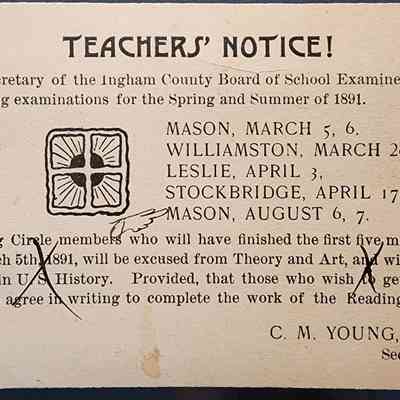 TEACHERS' NOTICE!
cretary of the Ingham County Board of School Examine
g examinations for the Spring and Summer of 1891.
MASON, MARCH 5, 6.
WILLIAMSTON, MARCH 2
LESLIE, APRIL 3,
STOCKBRIDGE, APRIL 17
MASON, AUGUST 6, 7.
g Circle members who will have finished the first five m
ch 5th, 1891, will be excused from Theory and Art, and wi
in U. S. History. Provided, that those who wish to ge
agree in writing to complete the work of the Reading
C. M. YOUNG,
Sec